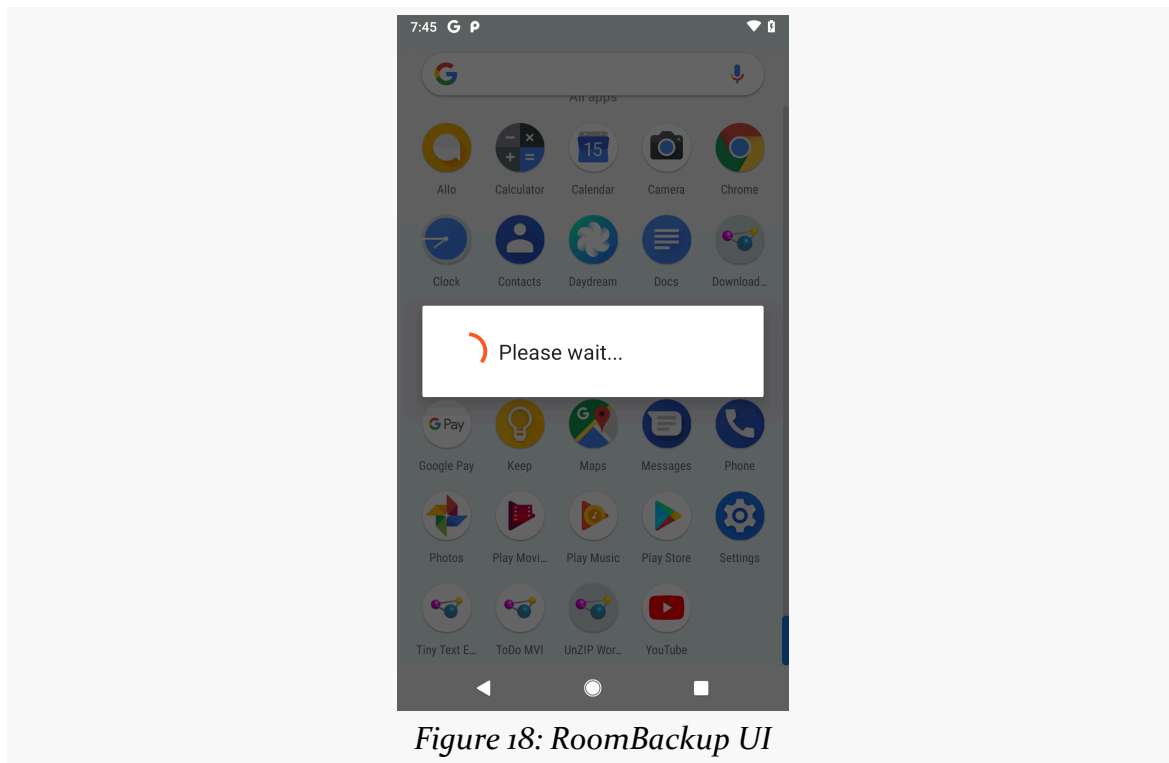 7:45 G P
G
All apps
15
Allo Calculator Calendar Camera Chrome
Clock Contacts Daydream Docs Download...
Please wait...
G Pay G
Google Pay Keep Maps Messages Phone
Photos Play Movi... Play Music Play Store Settings
Tiny Text E... ToDo MVI UnZIP Wor... YouTube
Figure 18: RoomBackup UI